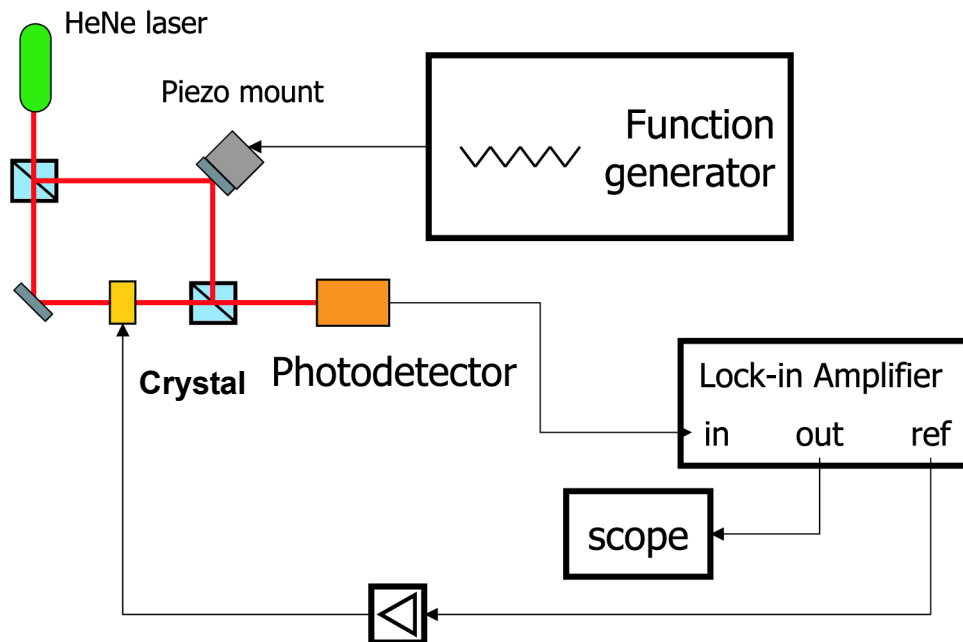 HeNe laser
Piezo mount
Function
generator
Crystal
Photodetector
Lock-in Amplifier
in out ref
scope